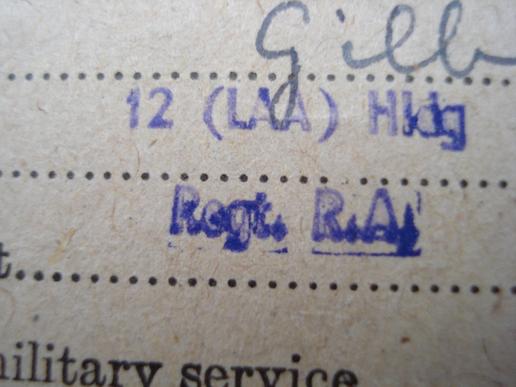 Gilb
12 (LAA) Hldg
Regt. R.A.
t
military service